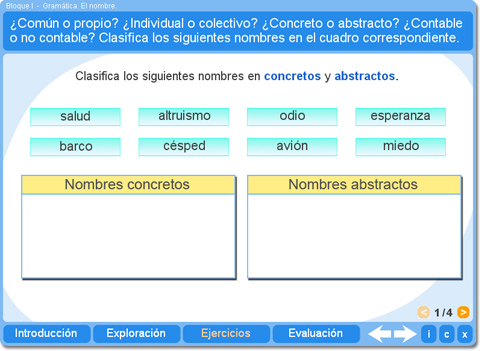 Bloque I - Gramática. El nombre.
¿Común o propio? ¿Individual o colectivo? ¿Concreto o abstracto? ¿Contable
o no contable? Clasifica los siguientes nombres en el cuadro correspondiente.
Clasifica los siguientes nombres en concretos y abstractos.
salud altruismo odio esperanza
barco césped avión miedo
Nombres concretos Nombres abstractos
< 1/4 >
Introducción Exploración Ejercicios Evaluación i c x